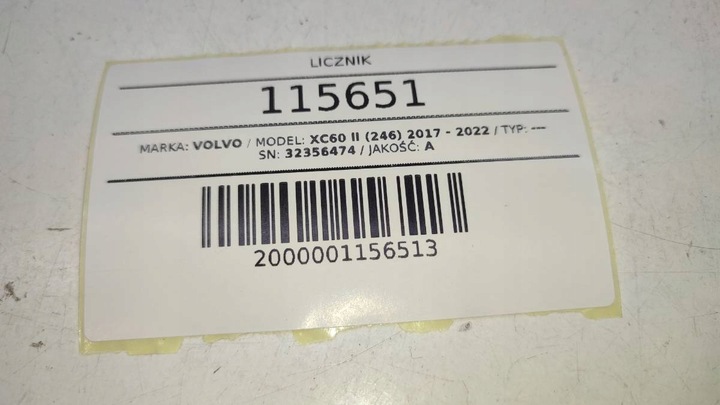 LICZNIK
115651
MARKA: VOLVO / MODEL: XC60 II (246) 2017 - 2022 / TYP: ---
SN: 32356474 / JAKOŚĆ: A
2000001156513